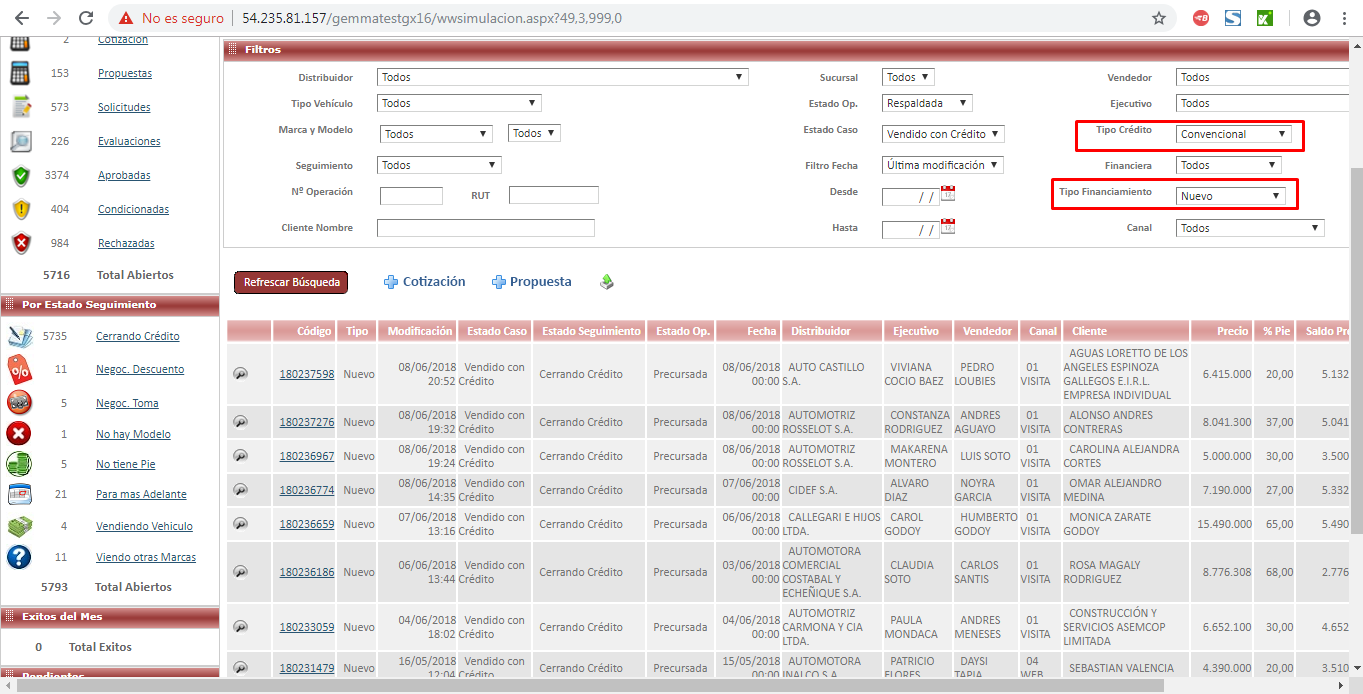 No es seguro 54.235.81.157/gemmatestgx16/wwsimulacion.aspx?49,3,999,0
2 Cotización
153 Propuestas
573 Solicitudes
226 Evaluaciones
3374 Aprobadas
404 Condicionadas
984 Rechazadas
5716 Total Abiertos
Por Estado Seguimiento
5735 Cerrando Crédito
11 Negoc. Descuento
5 Negoc. Toma
1 No hay Modelo
5 No tiene Pie
21 Para mas Adelante
4 Vendiendo Vehiculo
11 Viendo otras Marcas
5793 Total Abiertos
Exitos del Mes
0 Total Exitos
Pendientes
Filtros
Distribuidor Todos Sucursal Todos Vendedor Todos
Tipo Vehículo Todos Estado Op. Respaldada Ejecutivo Todos
Marca y Modelo Todos Todos Estado Caso Vendido con Crédito Tipo Crédito Convencional
Seguimiento Todos Filtro Fecha Última modificación Financiera Todos
Nº Operación RUT Desde / / Tipo Financiamiento Nuevo
Cliente Nombre Hasta / / Canal Todos
Refrescar Búsqueda Cotización Propuesta
Código Tipo Modificación Estado Caso Estado Seguimiento Estado Op. Fecha Distribuidor Ejecutivo Vendedor Canal Cliente Precio % Pie Saldo Pre
180237598 Nuevo 08/06/2018 20:52 Vendido con Crédito Cerrando Crédito Precursada 08/06/2018 00:00 AUTO CASTILLO S.A. VIVIANA COCIO BAEZ PEDRO LOUBIES 01 VISITA AGUAS LORETTO DE LOS ANGELES ESPINOZA GALLEGOS E.I.R.L. EMPRESA INDIVIDUAL 6.415.000 20,00 5.132
180237276 Nuevo 08/06/2018 19:32 Vendido con Crédito Cerrando Crédito Precursada 08/06/2018 00:00 AUTOMOTRIZ ROSSELOT S.A. CONSTANZA RODRIGUEZ ANDRES AGUAYO 01 VISITA ALONSO ANDRES CONTRERAS 8.041.300 37,00 5.041
180236967 Nuevo 08/06/2018 19:24 Vendido con Crédito Cerrando Crédito Precursada 08/06/2018 00:00 AUTOMOTRIZ ROSSELOT S.A. MAKARENA MONTERO LUIS SOTO 01 VISITA CAROLINA ALEJANDRA CORTES 5.000.000 30,00 3.500
180236774 Nuevo 08/06/2018 14:35 Vendido con Crédito Cerrando Crédito Precursada 07/06/2018 00:00 CIDEF S.A. ALVARO DIAZ NOYRA GARCIA 01 VISITA OMAR ALEJANDRO MEDINA 7.190.000 27,00 5.332
180236659 Nuevo 07/06/2018 13:16 Vendido con Crédito Cerrando Crédito Precursada 06/06/2018 00:00 CALLEGARI E HIJOS LTDA. CAROL GODOY HUMBERTO GODOY 01 VISITA MONICA ZARATE GODOY 15.490.000 65,00 5.490
180236186 Nuevo 06/06/2018 13:44 Vendido con Crédito Cerrando Crédito Precursada 03/06/2018 00:00 AUTOMOTORA COMERCIAL COSTABAL Y ECHEÑIQUE S.A. CLAUDIA SOTO CARLOS SANTIS 01 VISITA ROSA MAGALY RODRIGUEZ 8.776.308 68,00 2.776
180233059 Nuevo 04/06/2018 18:02 Vendido con Crédito Cerrando Crédito Precursada 04/06/2018 00:00 AUTOMOTRIZ CARMONA Y CIA LTDA. PAULA MONDACA ANDRES MENESES 01 VISITA CONSTRUCCIÓN Y SERVICIOS ASEMCOP LIMITADA 6.652.100 30,00 4.652
180231479 Nuevo 16/05/2018 12:04 Vendido con Crédito Cerrando Crédito Precursada 15/05/2018 00:00 AUTOMOTORA INALCO S.A. PATRICIO FLORES DAYSI TAPIA 04 WEB SEBASTIAN VALENCIA 4.390.000 20,00 3.510